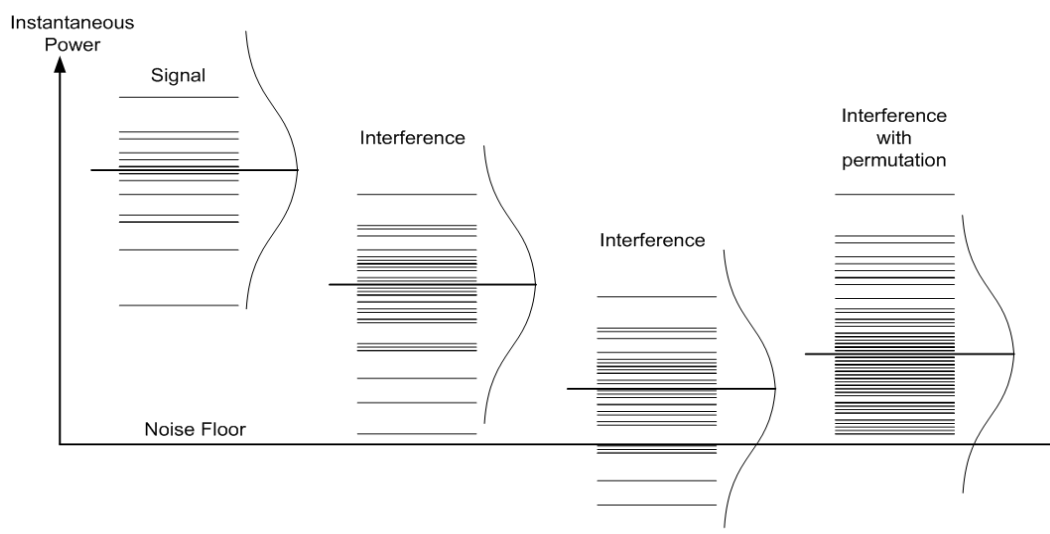 Instantaneous
Power
Signal
Interference
Interference
Interference
with
permutation
Noise Floor